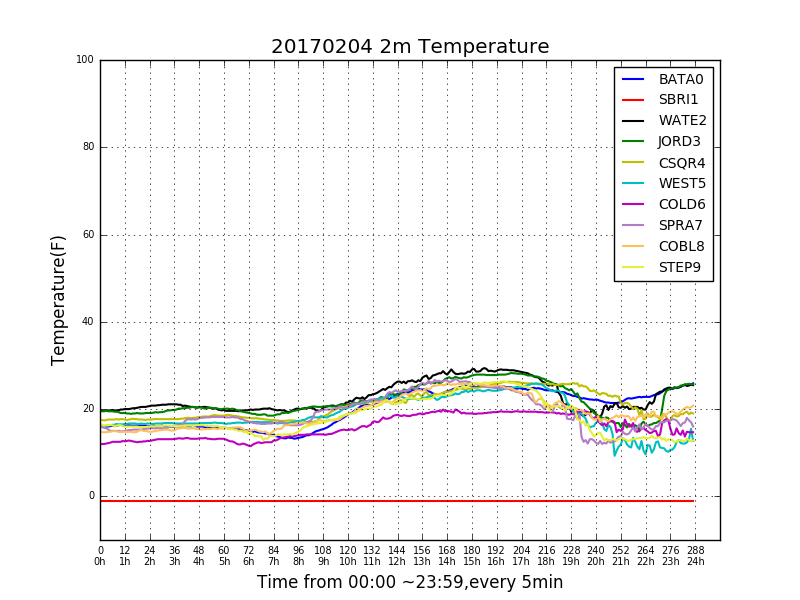 20170204 2m Temperature
100
80
60
40
20
0
Temperature(F)
BATA0
SBRI1
WATE2
JORD3
CSQR4
WEST5
COLD6
SPRA7
COBL8
STEP9
0 12 24 36 48 60 72 84 96 108 120 132 144 156 168 180 192 204 216 228 240 252 264 276 288
0h 1h 2h 3h 4h 5h 6h 7h 8h 9h 10h 11h 12h 13h 14h 15h 16h 17h 18h 19h 20h 21h 22h 23h 24h
Time from 00:00 ~23:59,every 5min